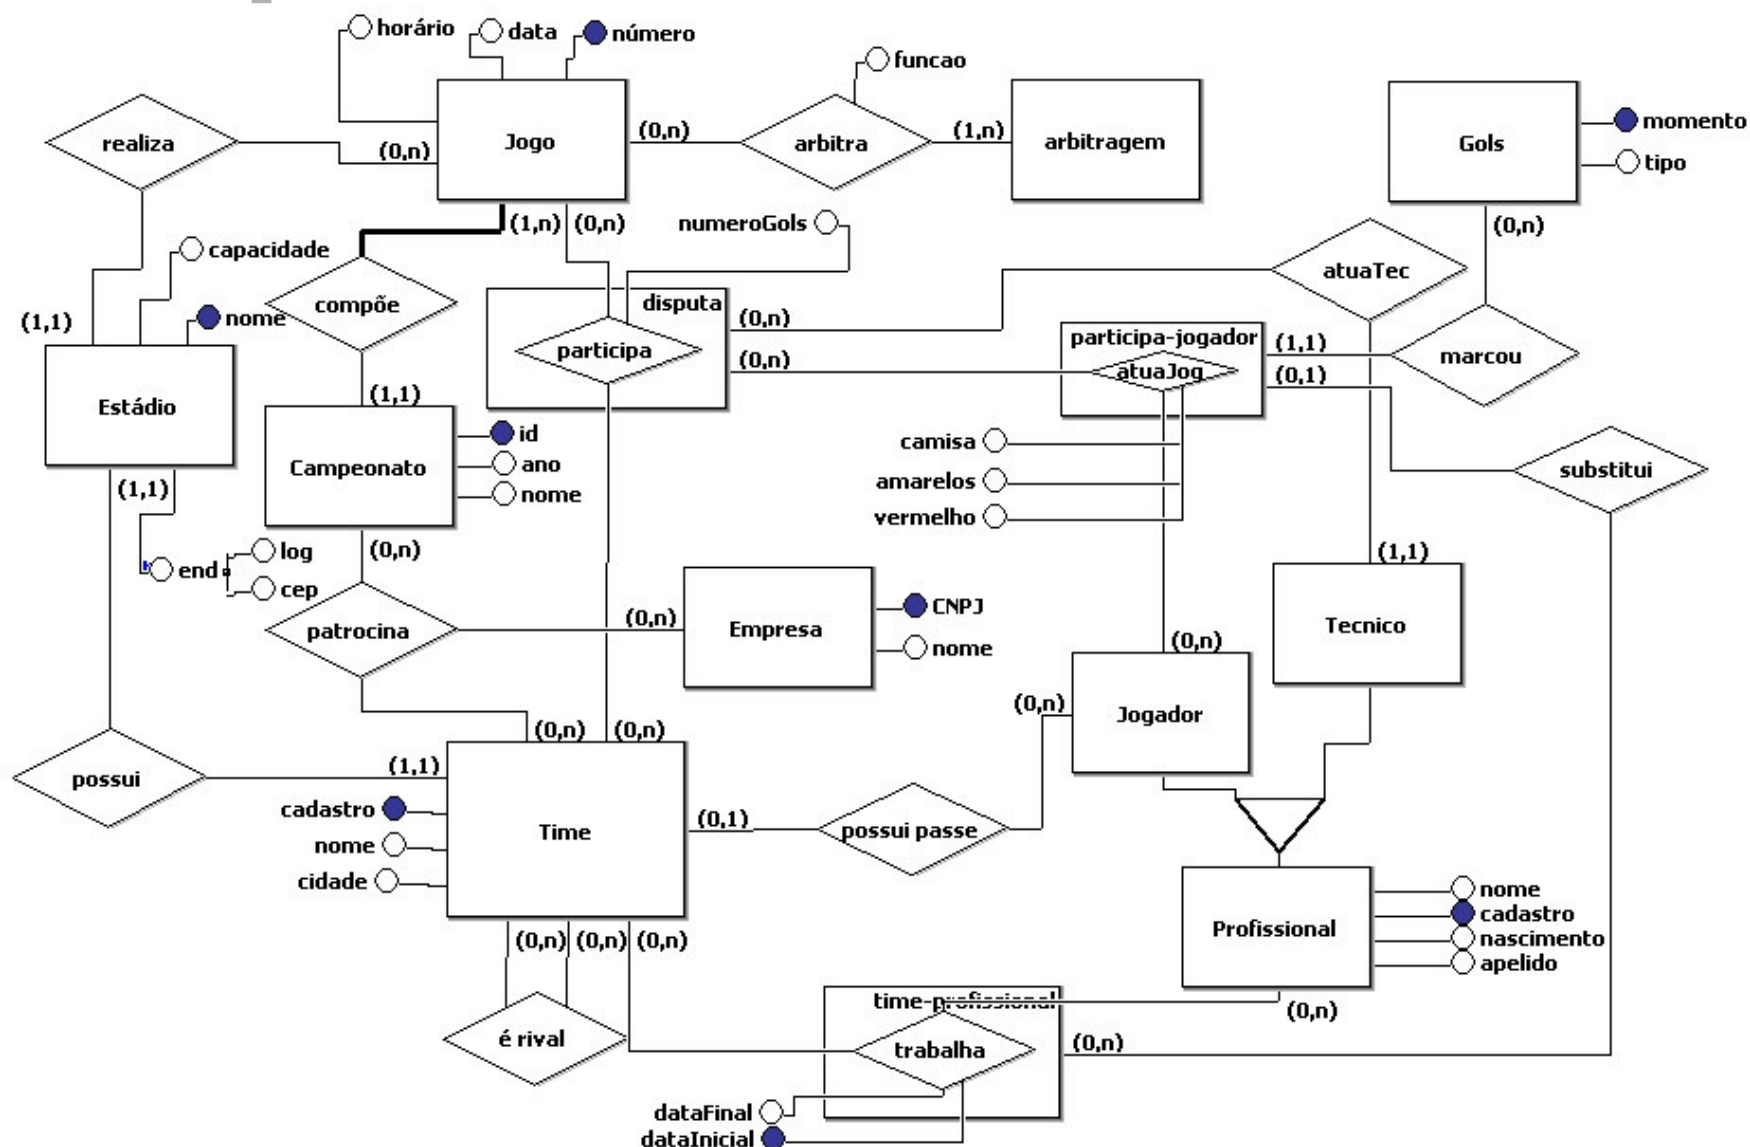 horário
data
número
funcao
realiza
(0,n)
Jogo
(0,n)
arbitra
(1,n)
arbitragem
Gols
momento
tipo
(1,n)
(0,n)
numeroGols
(0,n)
capacidade
nome
compõe
disputa
participa
(0,n)
(0,n)
atuaTec
participa-jogador
atuaJog
(1,1)
(0,1)
marcou
(1,1)
Estádio
(1,1)
(1,1)
Campeonato
id
ano
nome
camisa
amarelos
vermelho
substitui
end
log
cep
(0,n)
patrocina
(0,n)
Empresa
CNPJ
nome
(1,1)
Tecnico
(0,n)
Jogador
(0,n)
(0,n)
(0,n)
possui
(1,1)
cadastro
nome
cidade
Time
(0,1)
possui passe
Profissional
nome
cadastro
nascimento
apelido
(0,n)
(0,n)
(0,n)
(0,n)
é rival
time-profissional
trabalha
(0,n)
dataFinal
dataInicial